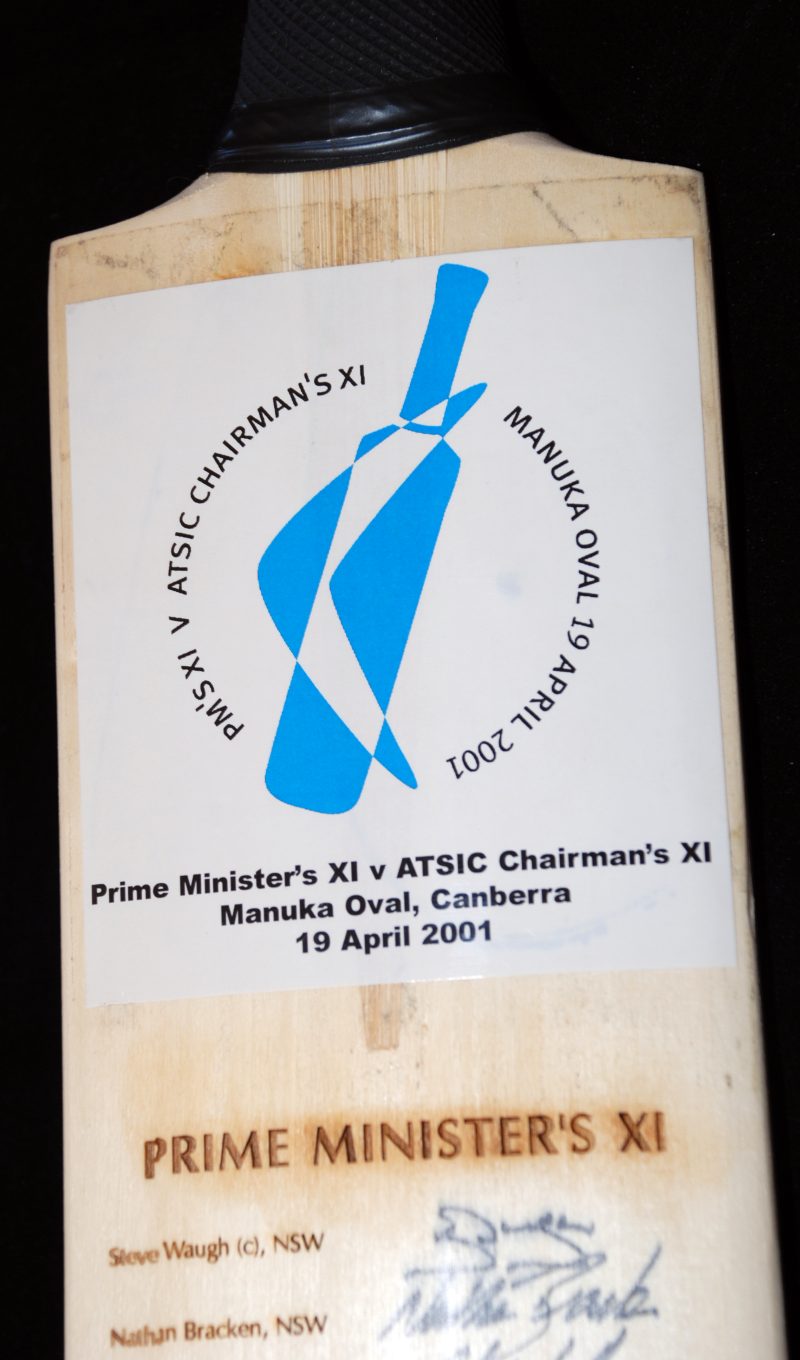 PM'S XI V ATSIC CHAIRMAN'S XI
MANUKA OVAL 19 APRIL 2001
Prime Minister's XI v ATSIC Chairman's XI
Manuka Oval, Canberra
19 April 2001
PRIME MINISTER'S XI
Steve Waugh (c), NSW
Nathan Bracken, NSW